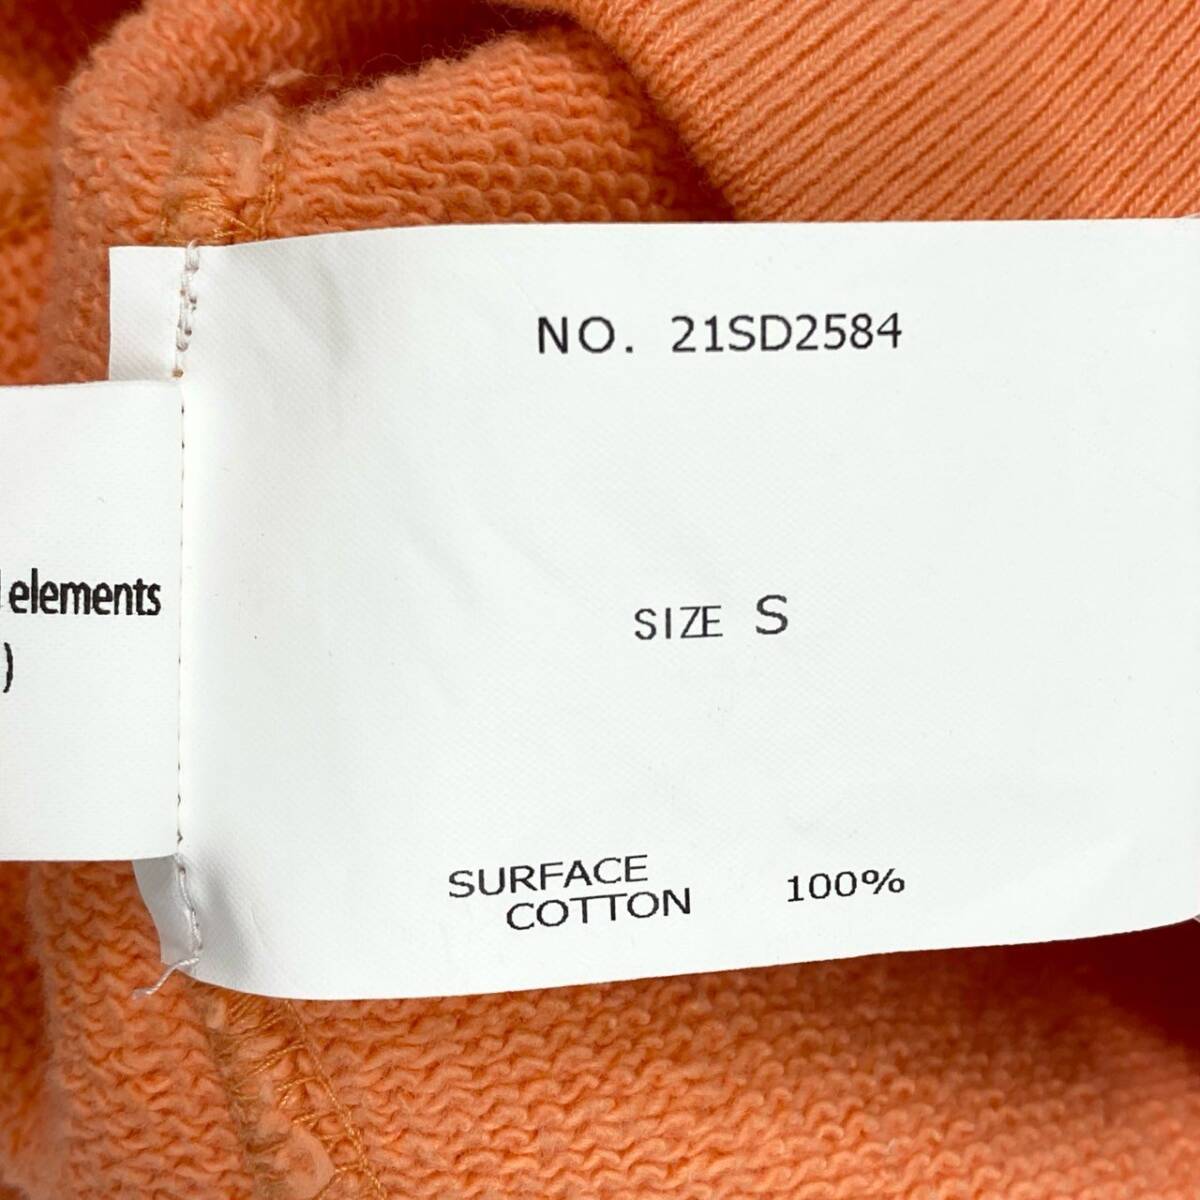 NO. 21SD2584
elements
)
SIZE S
SURFACE
COTTON 100%